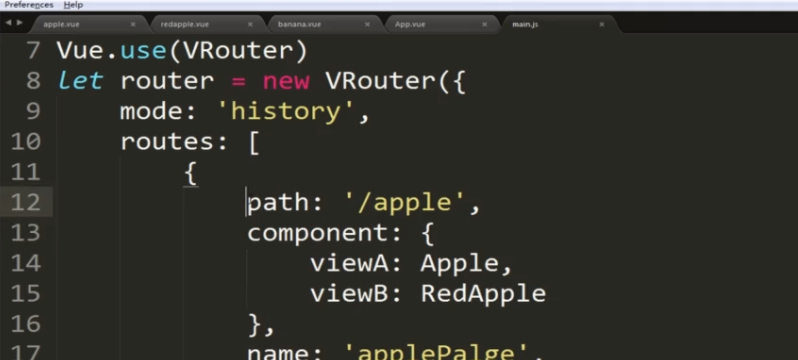 Preferences Help
apple.vue redapple.vue banana.vue App.vue main.js
7 Vue.use(VRouter)
8 let router = new VRouter({
9 mode: 'history',
10 routes: [
11 {
12 path: '/apple',
13 component: {
14 viewA: Apple,
15 viewB: RedApple
16 },
17 name: 'applePalge',